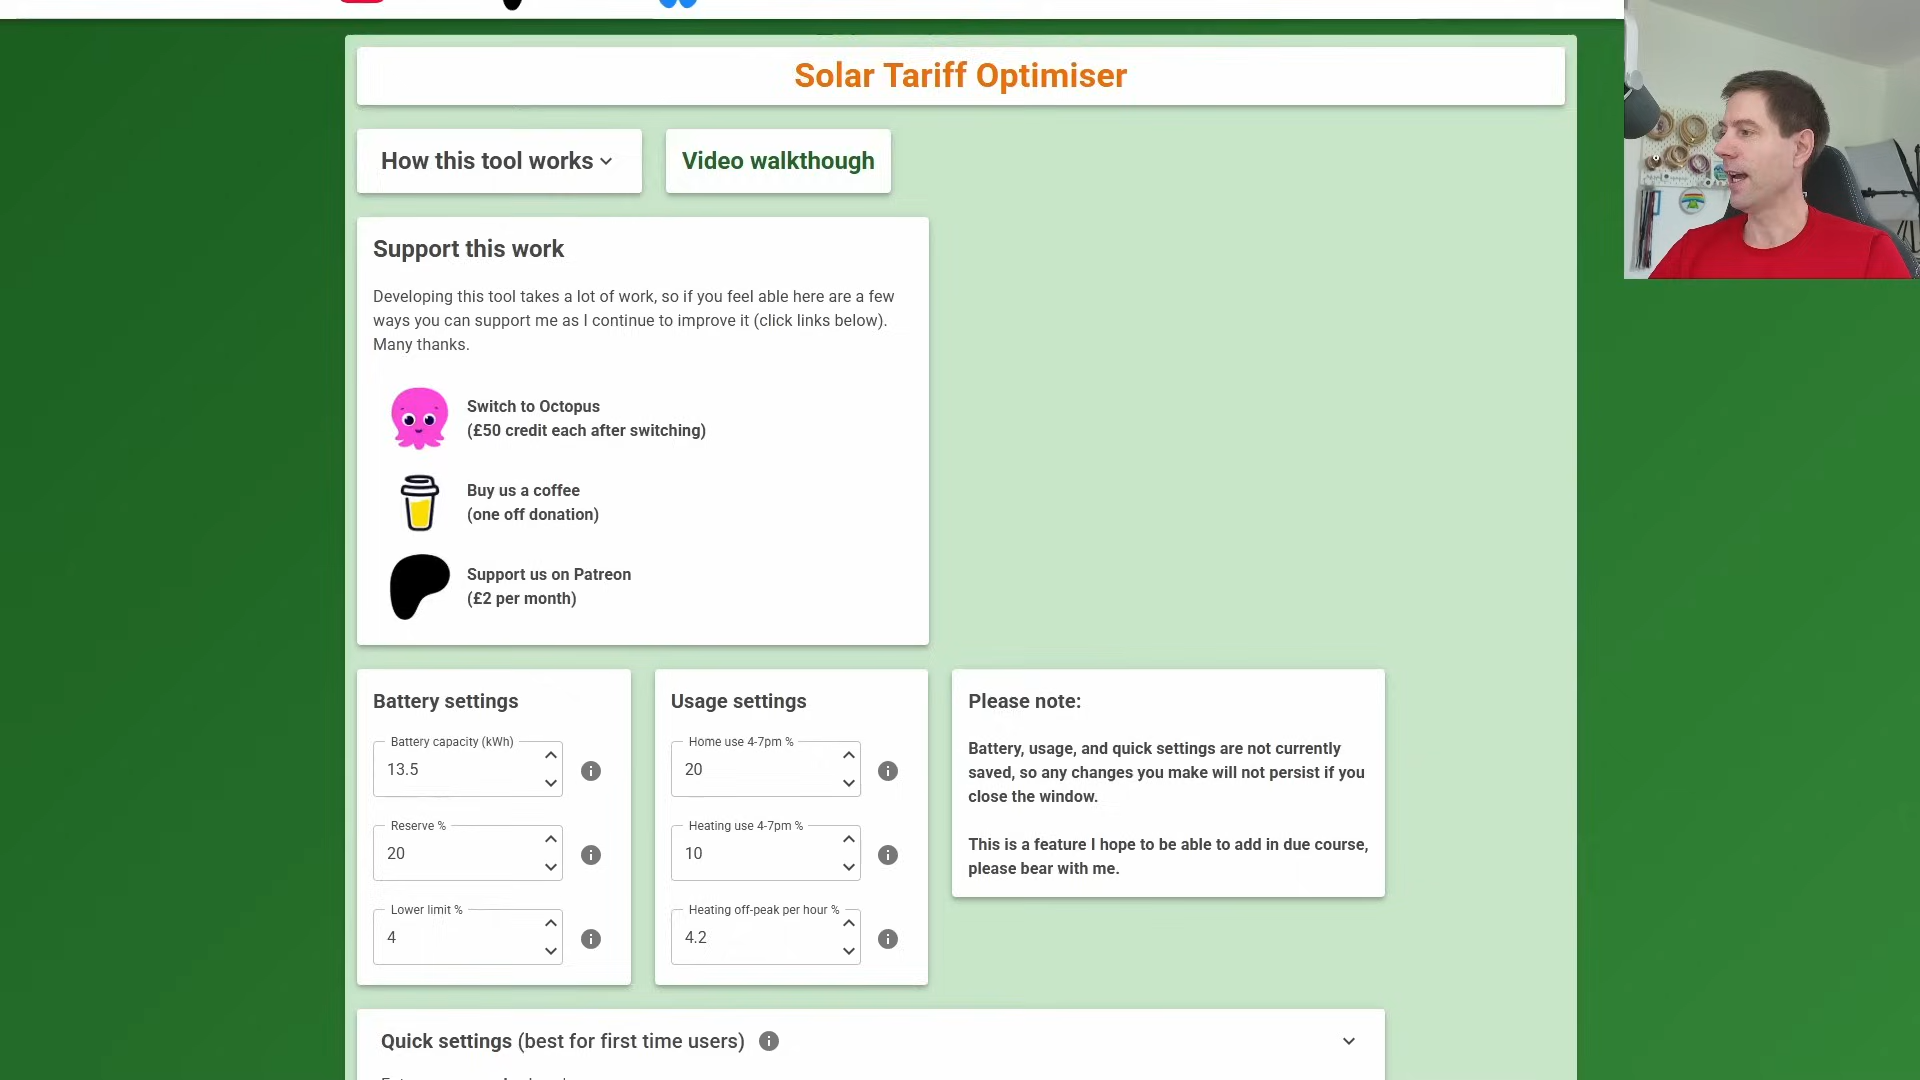 Solar Tariff Optimiser
How this tool works
Video walkthough
Support this work
Developing this tool takes a lot of work, so if you feel able here are a few
ways you can support me as I continue to improve it (click links below).
Many thanks.
Switch to Octopus
(£50 credit each after switching)
Buy us a coffee
(one off donation)
Support us on Patreon
(£2 per month)
Battery settings
Battery capacity (kWh)
13.5
Reserve %
20
Lower limit %
4
Usage settings
Home use 4-7pm %
20
Heating use 4-7pm %
10
Heating off-peak per hour %
4.2
Please note:
Battery, usage, and quick settings are not currently
saved, so any changes you make will not persist if you
close the window.
This is a feature I hope to be able to add in due course,
please bear with me.
Quick settings (best for first time users)